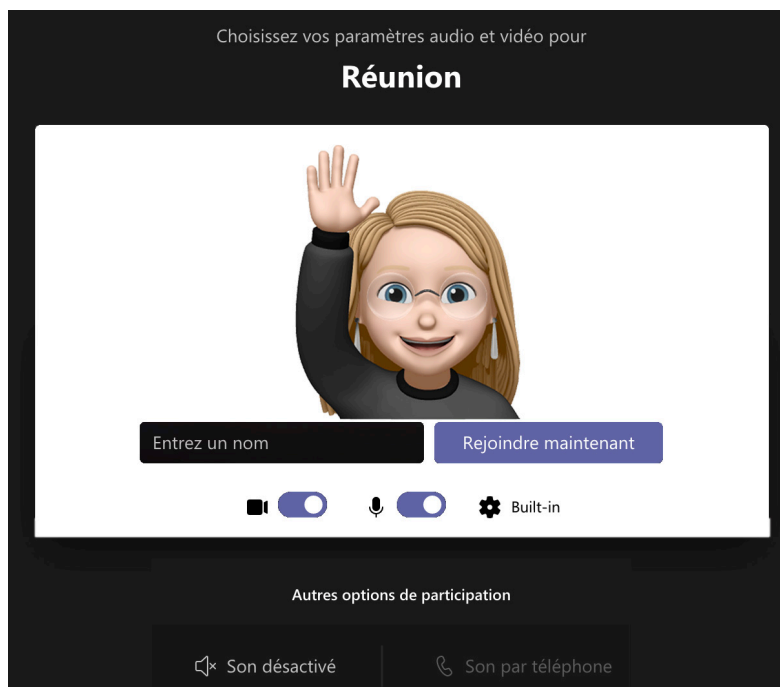 Choisissez vos paramètres audio et vidéo pour
Réunion
Entrez un nom
Rejoindre maintenant
Built-in
Autres options de participation
Son désactivé
Son par téléphone